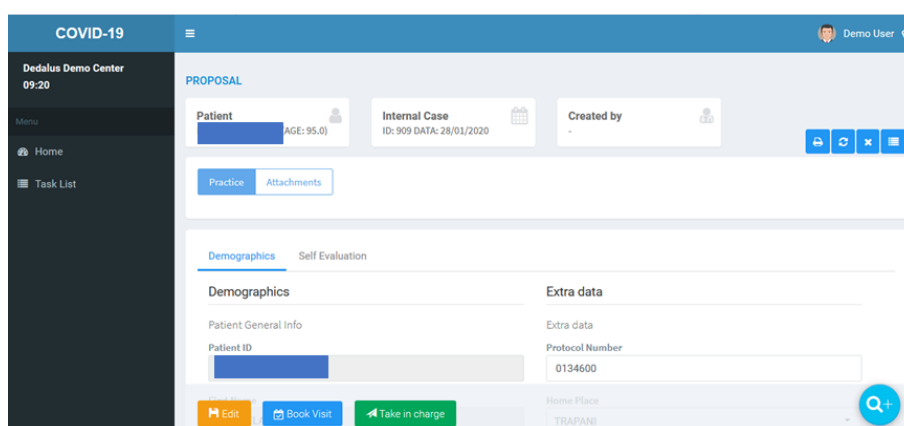 COVID-19
Demo User
Dedalus Demo Center
09:20
PROPOSAL
Menu
Home
Task List
Patient
AGE: 95.0)
Internal Case
ID: 909 DATA: 28/01/2020
Created by
-
Practice
Attachments
Demographics
Self Evaluation
Demographics
Extra data
Patient General Info
Extra data
Patient ID
Protocol Number
0134600
First Name
Home Place
Edit
Book Visit
Take in charge
TRAPANI